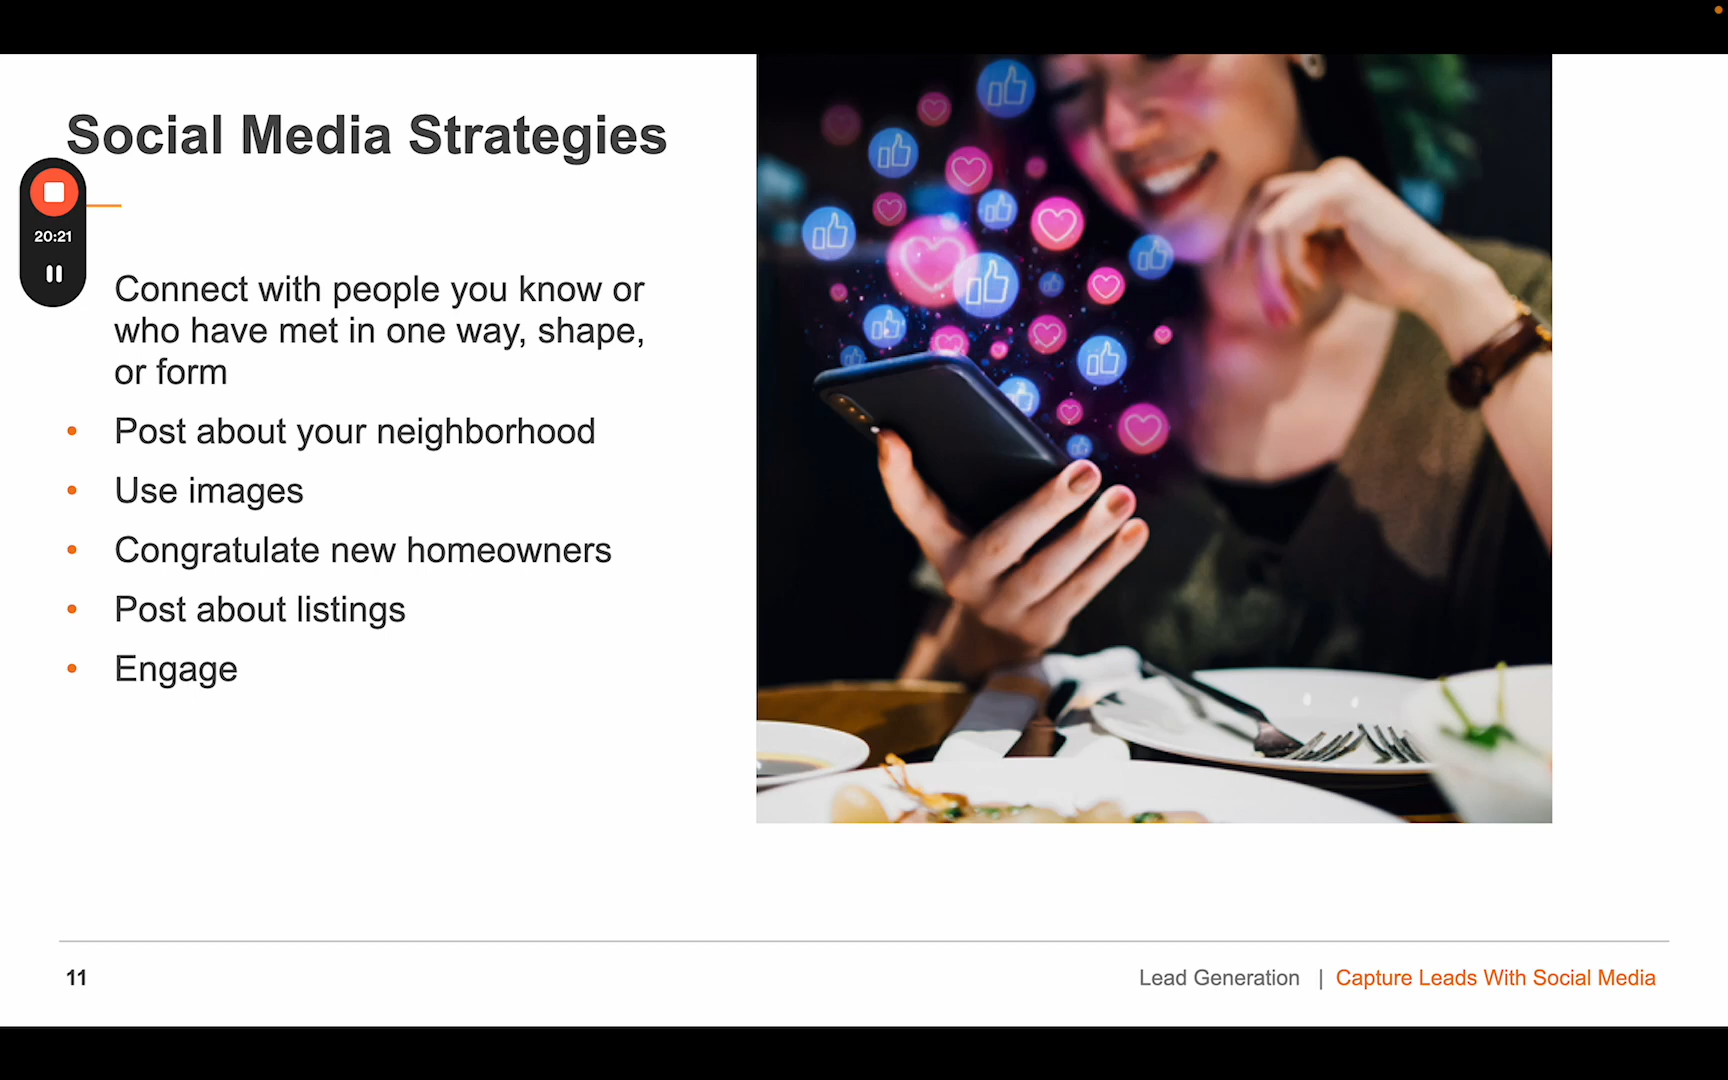 Social Media Strategies
20:21
Connect with people you know or
who have met in one way, shape,
or form
• Post about your neighborhood
• Use images
• Congratulate new homeowners
• Post about listings
• Engage
11
Lead Generation | Capture Leads With Social Media